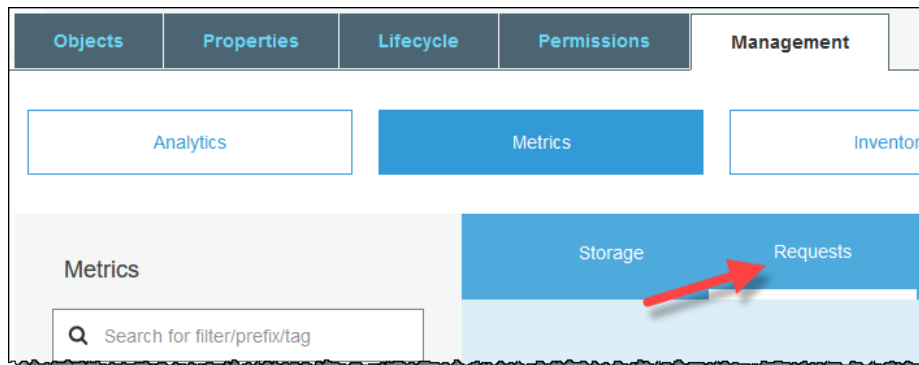 Objects Properties Lifecycle Permissions Management
Analytics Metrics
Storage Requests
Metrics
Search for filter/prefix/tag